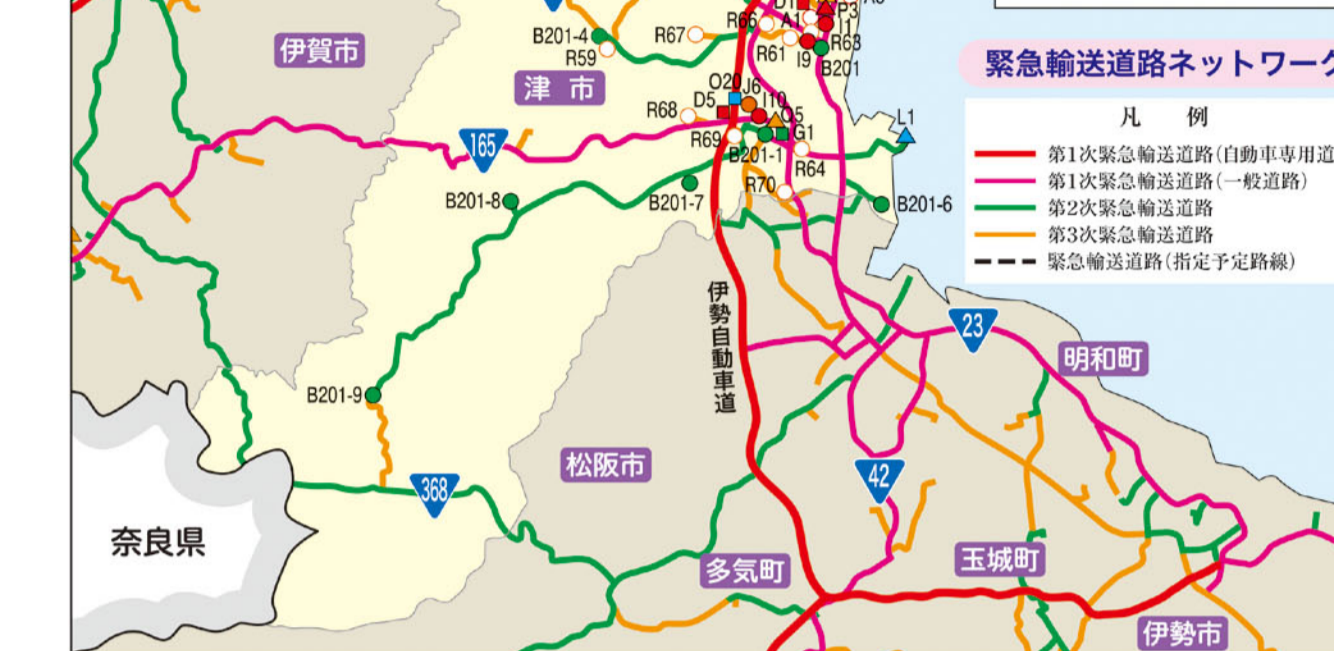 D1
P3
R66
A1
I1
B201-4
R67
R61
R63
R59
I9
B201
伊賀市
津市
緊急輸送道路ネットワーク
凡例
第1次緊急輸送道路(自動車専用道
第1次緊急輸送道路(一般道路)
第2次緊急輸送道路
第3次緊急輸送道路
緊急輸送道路(指定予定路線)
O20
J6
D5
I10
R68
L1
165
R69
G1
B201-1
R64
R70
B201-8
B201-7
B201-6
伊勢自動車道
23
明和町
B201-9
松阪市
42
368
奈良県
多気町
玉城町
伊勢市